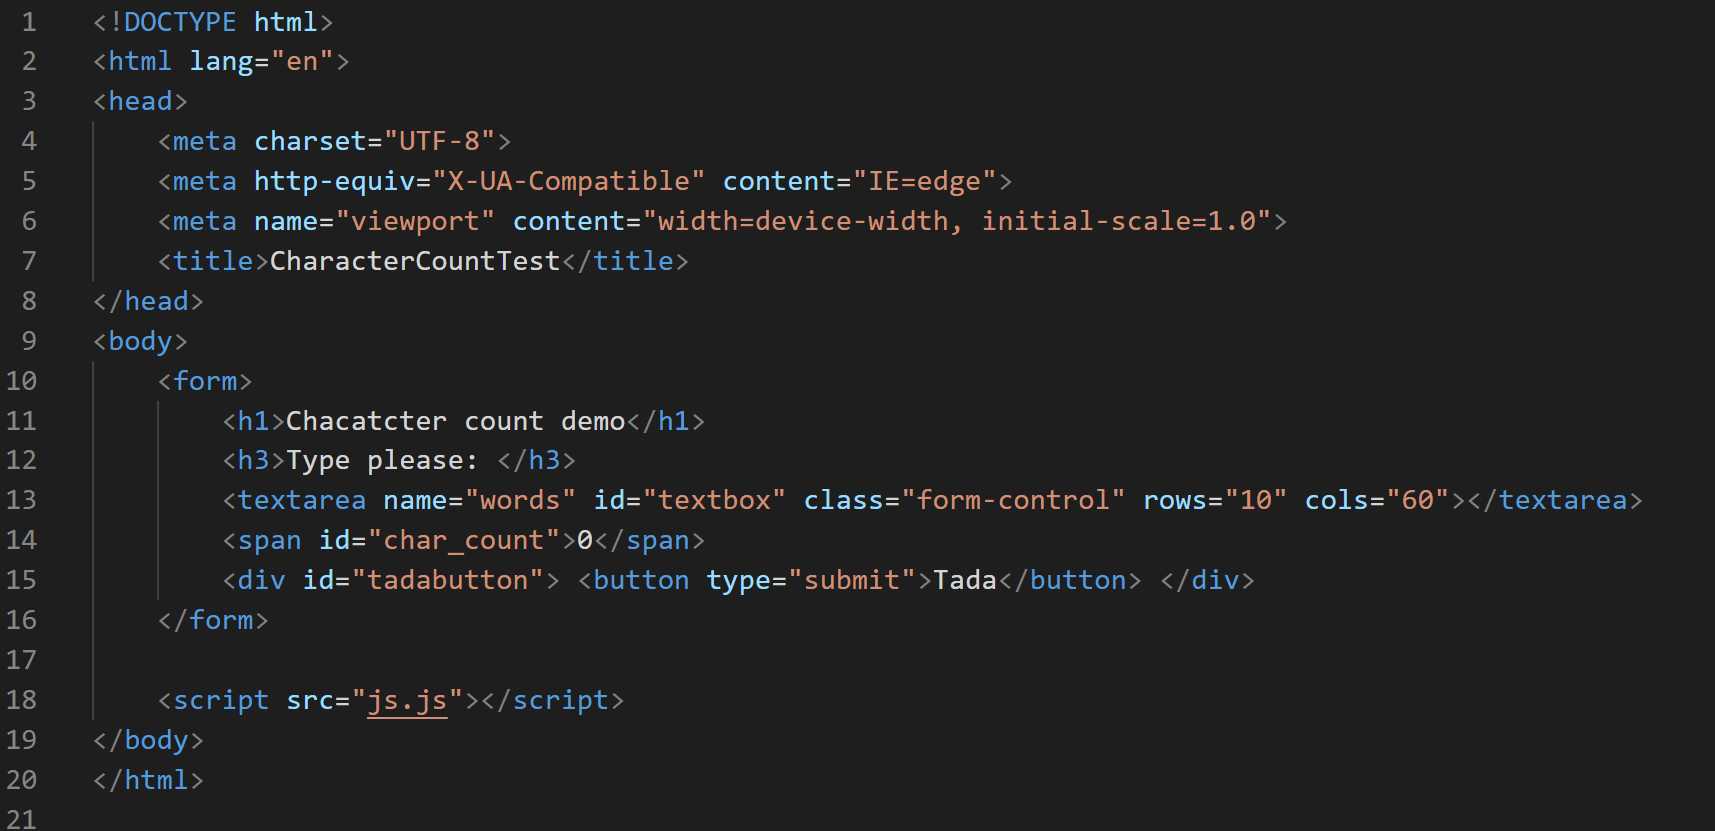 1 <!DOCTYPE html>
2 <html lang="en">
3 <head>
4     <meta charset="UTF-8">
5     <meta http-equiv="X-UA-Compatible" content="IE=edge">
6     <meta name="viewport" content="width=device-width, initial-scale=1.0">
7     <title>CharacterCountTest</title>
8 </head>
9 <body>
10     <form>
11         <h1>Chacatcter count demo</h1>
12         <h3>Type please: </h3>
13         <textarea name="words" id="textbox" class="form-control" rows="10" cols="60"></textarea>
14         <span id="char_count">0</span>
15         <div id="tadabutton"> <button type="submit">Tada</button> </div>
16     </form>
17
18     <script src="js.js"></script>
19 </body>
20 </html>
21